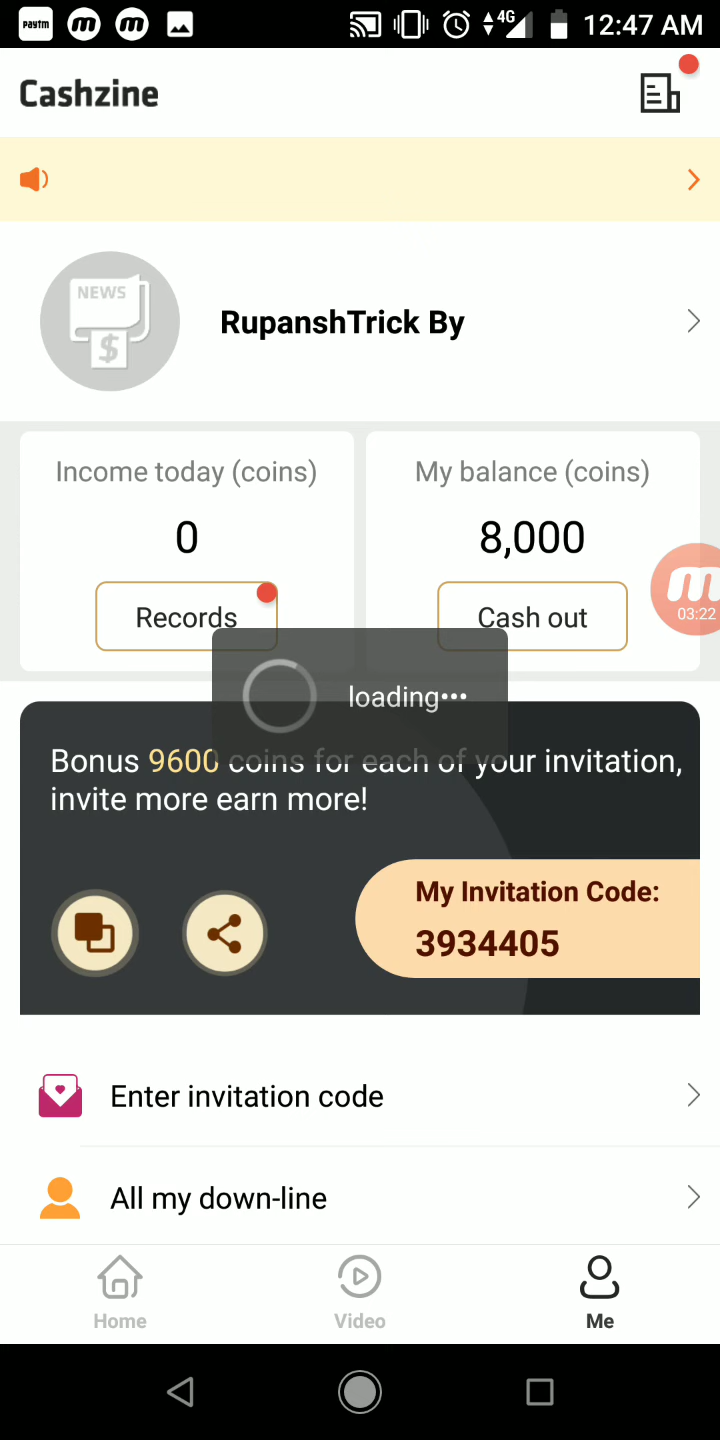 Paytm
4G
12:47 AM
Cashzine
NEWS
$
RupanshTrick By
Income today (coins)
My balance (coins)
0
8,000
Records
Cash out
03:22
loading•••
Bonus 9600 coins for each of your invitation,
invite more earn more!
My Invitation Code:
3934405
Enter invitation code
All my down-line
Home
Video
Me